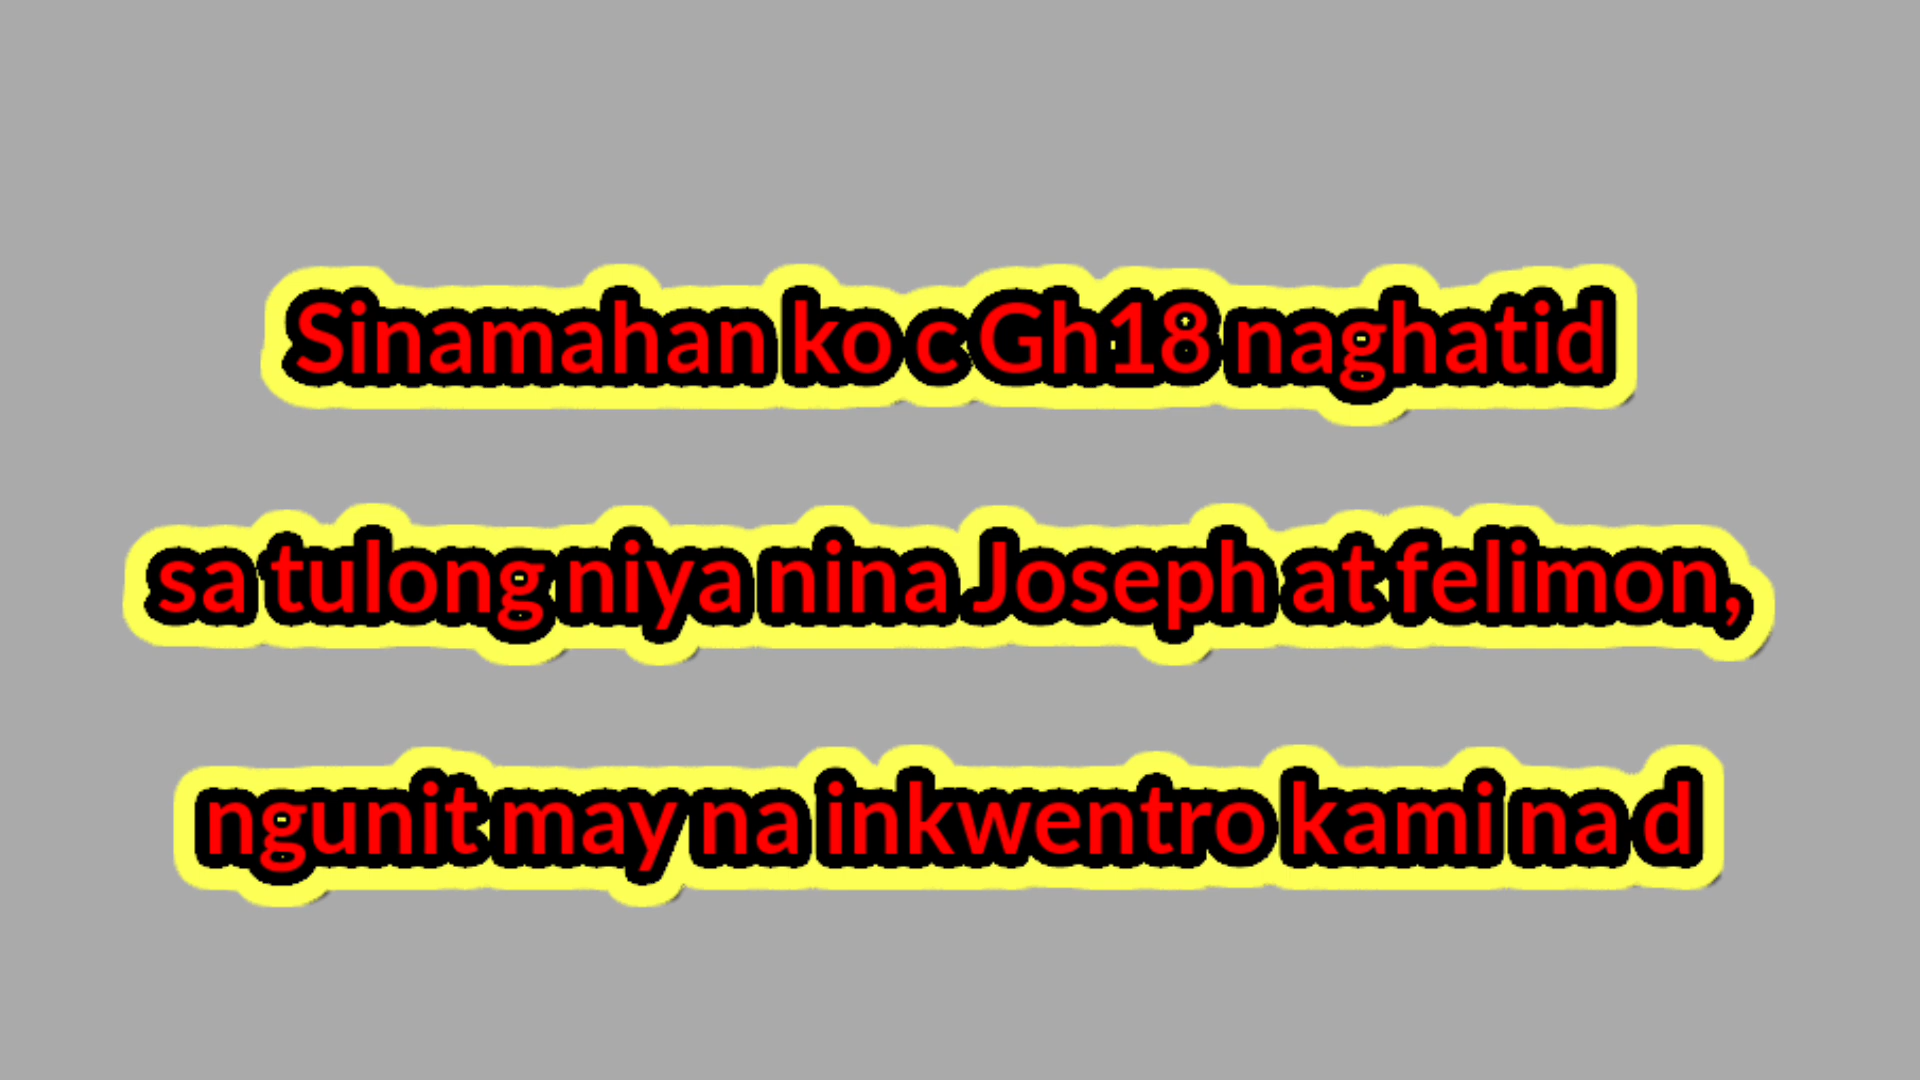 Sinamahan ko c Gh18 naghatid
sa tulong niya nina Joseph at felimon,
ngunit may na inkwentro kami na d